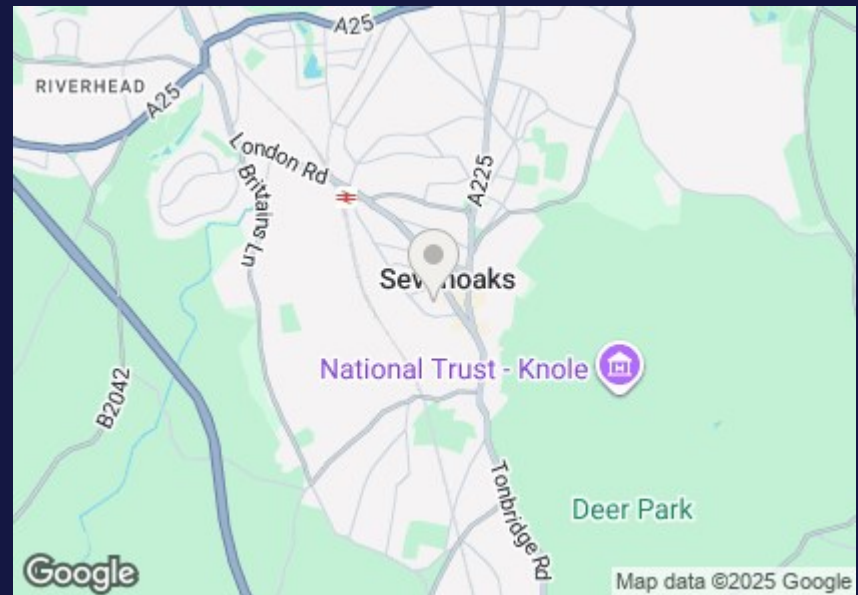 A25
RIVERHEAD
A25
London Rd
Brittains Ln
A225
Sevenoaks
National Trust - Knole
B2042
Tonbridge Rd
Deer Park
Google
Map data ©2025 Google